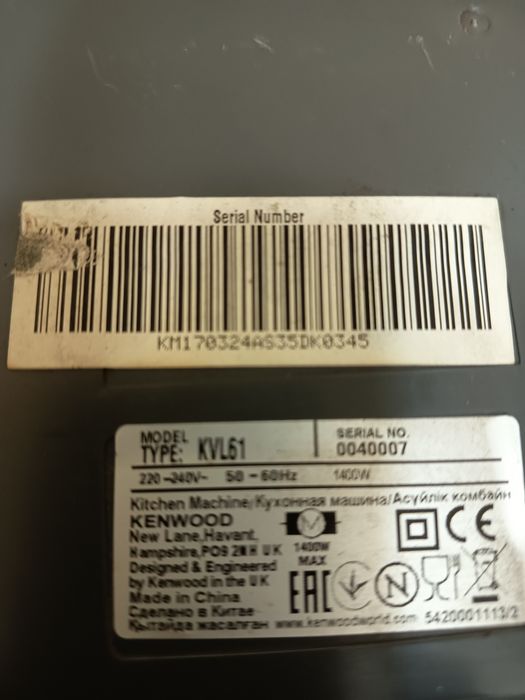 Serial Number
KM170324AS35DK0345
MODEL TYPE: KVL61
SERIAL NO. 0040007
220-240V~ 50-60Hz 1400W
Kitchen Machine/Кухонная машина/Асүйлік комбайн
KENWOOD
New Lane,Havant,
Hampshire,PO9 2NH UK
Designed & Engineered
by Kenwood in the UK
Made in China
Сделано в Китае
Қытайда жасалған www.kenwoodworld.com 5420001113/2
M
1400W
MAX
CE
EAC
N